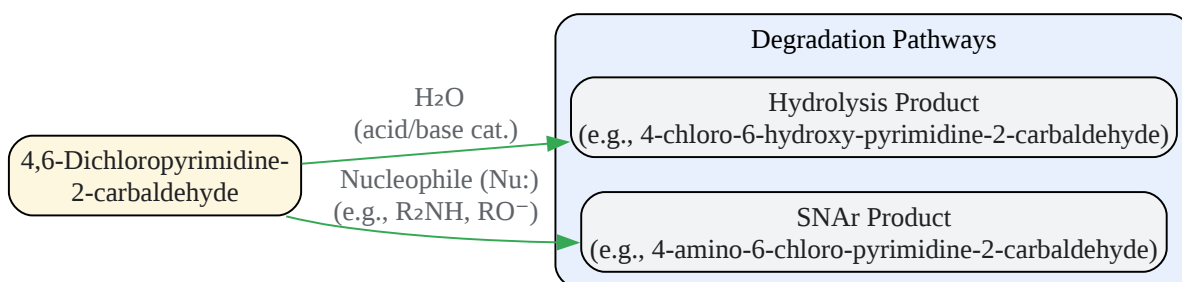 Degradation Pathways
4,6-Dichloropyrimidine-
2-carbaldehyde
H₂O
(acid/base cat.)
Hydrolysis Product
(e.g., 4-chloro-6-hydroxy-pyrimidine-2-carbaldehyde)
Nucleophile (Nu:)
(e.g., R₂NH, RO⁻)
SNAr Product
(e.g., 4-amino-6-chloro-pyrimidine-2-carbaldehyde)